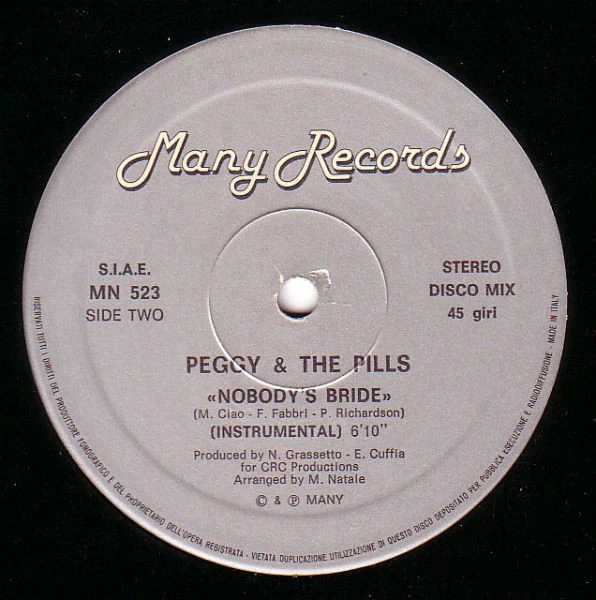 Many Records
S.I.A.E.
MN 523
SIDE TWO
STEREO
DISCO MIX
45 giri
PEGGY & THE PILLS
«NOBODY'S BRIDE»
(M. Ciao - F. Fabbri - P. Richardson)
(INSTRUMENTAL) 6'10"
Produced by N. Grassetto - E. Cuffia
for CRC Productions
Arranged by M. Natale
© & ℗ MANY
RISERVATI TUTTI I DIRITTI DEL PRODUTTORE FONOGRAFICO E DEL PROPRIETARIO DELL'OPERA REGISTRATA - VIETATA DUPLICAZIONE UTILIZZAZIONE DI QUESTO DISCO DEPOSITATO PER PUBBLICA ESECUZIONE E RADIODIFFUSIONE - MADE IN ITALY